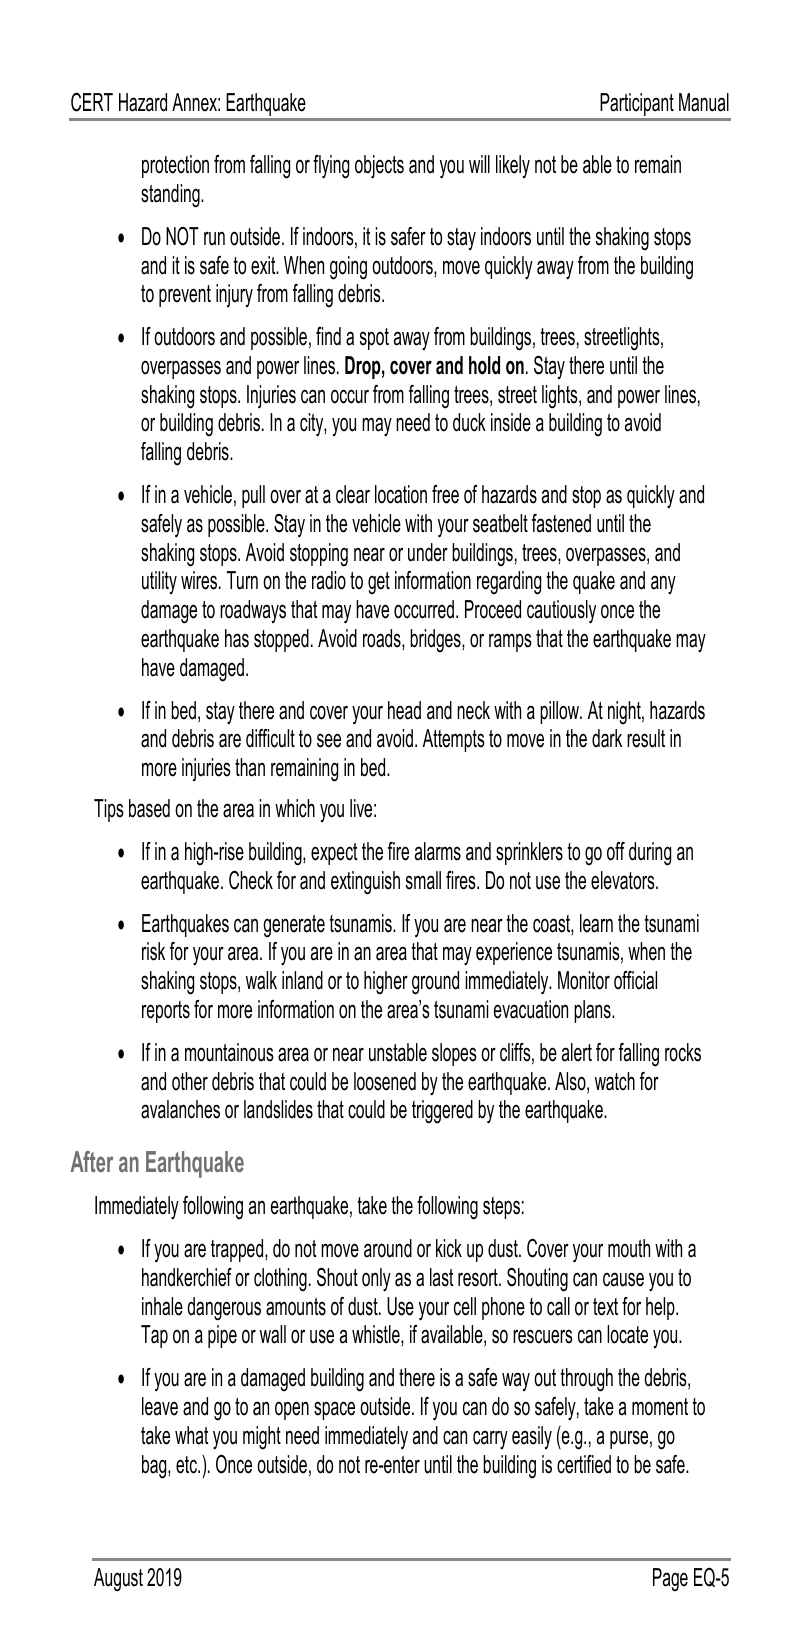 CERT Hazard Annex: Earthquake Participant Manual
protection from falling or flying objects and you will likely not be able to remain
standing.
• Do NOT run outside. If indoors, it is safer to stay indoors until the shaking stops
and it is safe to exit. When going outdoors, move quickly away from the building
to prevent injury from falling debris.
• If outdoors and possible, find a spot away from buildings, trees, streetlights,
overpasses and power lines. Drop, cover and hold on. Stay there until the
shaking stops. Injuries can occur from falling trees, street lights, and power lines,
or building debris. In a city, you may need to duck inside a building to avoid
falling debris.
• If in a vehicle, pull over at a clear location free of hazards and stop as quickly and
safely as possible. Stay in the vehicle with your seatbelt fastened until the
shaking stops. Avoid stopping near or under buildings, trees, overpasses, and
utility wires. Turn on the radio to get information regarding the quake and any
damage to roadways that may have occurred. Proceed cautiously once the
earthquake has stopped. Avoid roads, bridges, or ramps that the earthquake may
have damaged.
• If in bed, stay there and cover your head and neck with a pillow. At night, hazards
and debris are difficult to see and avoid. Attempts to move in the dark result in
more injuries than remaining in bed.
Tips based on the area in which you live:
• If in a high-rise building, expect the fire alarms and sprinklers to go off during an
earthquake. Check for and extinguish small fires. Do not use the elevators.
• Earthquakes can generate tsunamis. If you are near the coast, learn the tsunami
risk for your area. If you are in an area that may experience tsunamis, when the
shaking stops, walk inland or to higher ground immediately. Monitor official
reports for more information on the area’s tsunami evacuation plans.
• If in a mountainous area or near unstable slopes or cliffs, be alert for falling rocks
and other debris that could be loosened by the earthquake. Also, watch for
avalanches or landslides that could be triggered by the earthquake.
After an Earthquake
Immediately following an earthquake, take the following steps:
• If you are trapped, do not move around or kick up dust. Cover your mouth with a
handkerchief or clothing. Shout only as a last resort. Shouting can cause you to
inhale dangerous amounts of dust. Use your cell phone to call or text for help.
Tap on a pipe or wall or use a whistle, if available, so rescuers can locate you.
• If you are in a damaged building and there is a safe way out through the debris,
leave and go to an open space outside. If you can do so safely, take a moment to
take what you might need immediately and can carry easily (e.g., a purse, go
bag, etc.). Once outside, do not re-enter until the building is certified to be safe.
August 2019 Page EQ-5